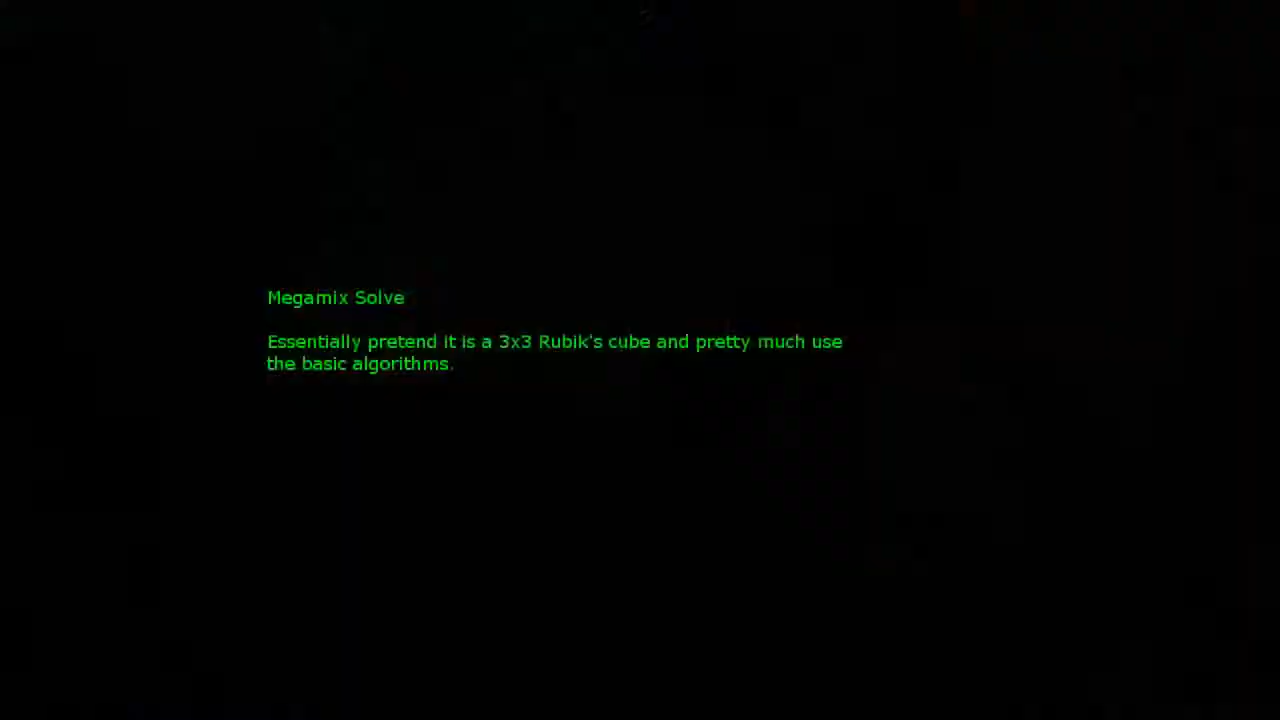 Megamix Solve
Essentially pretend it is a 3x3 Rubik's cube and pretty much use
the basic algorithms.